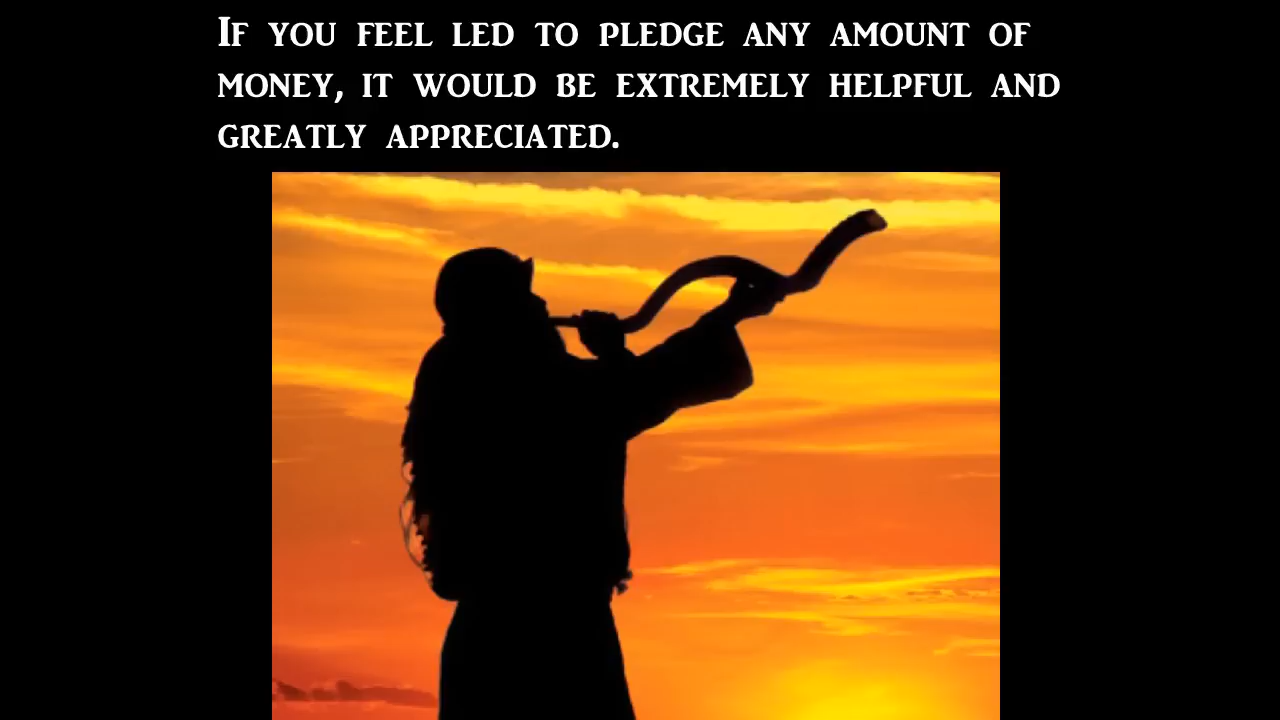 If you feel led to pledge any amount of
money, it would be extremely helpful and
greatly appreciated.